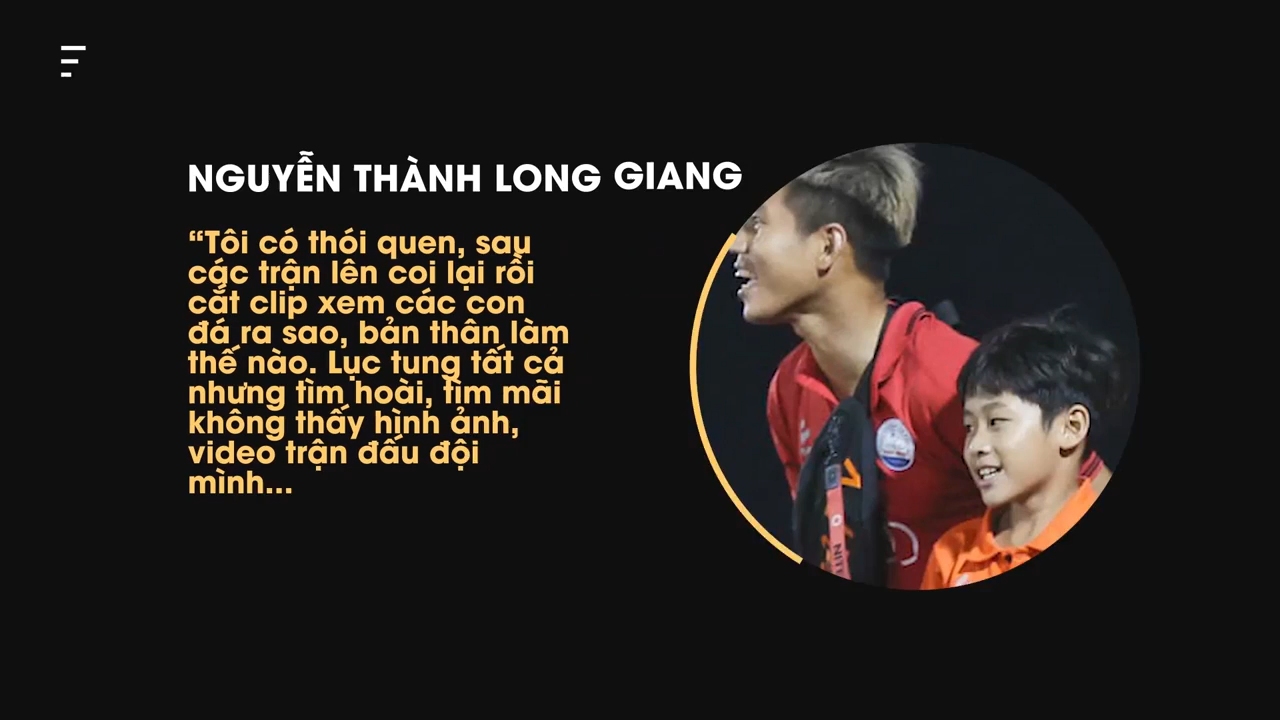 NGUYỄN THÀNH LONG GIANG
“Tôi có thói quen, sau
các trận lên coi lại rồi
cắt clip xem các con
đá ra sao, bản thân làm
thế nào. Lục tung tất cả
nhưng tìm hoài, tìm mãi
không thấy hình ảnh,
video trận đấu đội
mình...